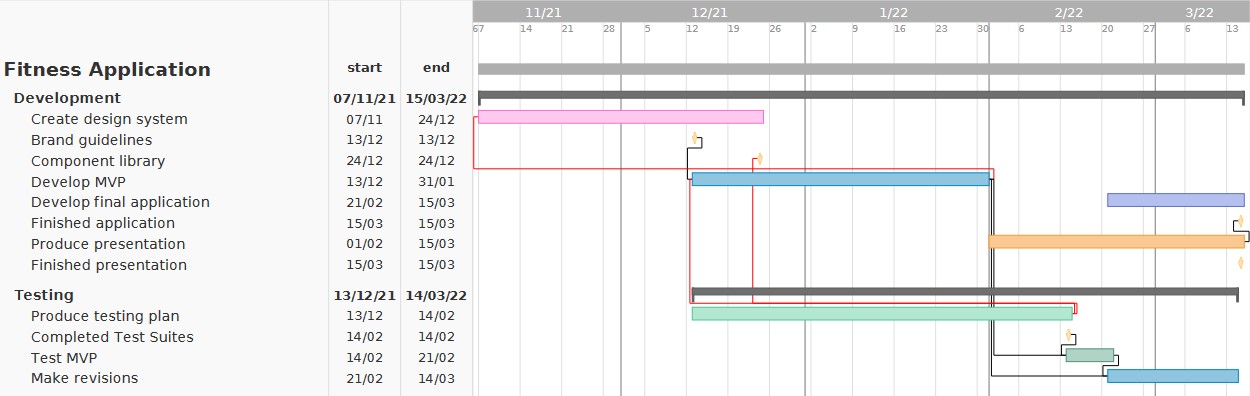 11/21 12/21 1/22 2/22 3/22
67 14 21 28 5 12 19 26 2 9 16 23 30 6 13 20 27 6 13
Fitness Application start end
Development 07/11/21 15/03/22
Create design system 07/11 24/12
Brand guidelines 13/12 13/12
Component library 24/12 24/12
Develop MVP 13/12 31/01
Develop final application 21/02 15/03
Finished application 15/03 15/03
Produce presentation 01/02 15/03
Finished presentation 15/03 15/03
Testing 13/12/21 14/03/22
Produce testing plan 13/12 14/02
Completed Test Suites 14/02 14/02
Test MVP 14/02 21/02
Make revisions 21/02 14/03